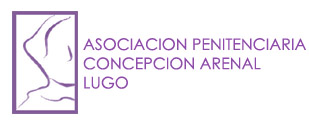 ASOCIACION PENITENCIARIA
CONCEPCION ARENAL
LUGO